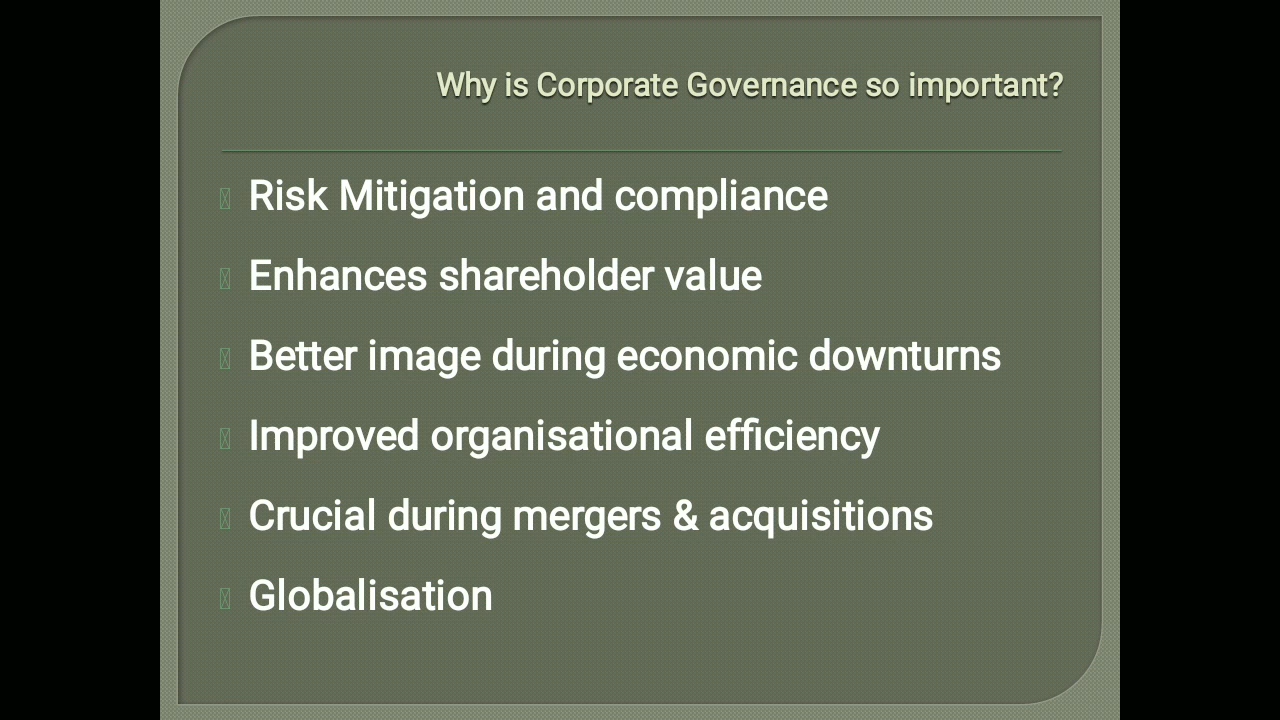 Why is Corporate Governance so important?
Risk Mitigation and compliance
Enhances shareholder value
Better image during economic downturns
Improved organisational efficiency
Crucial during mergers & acquisitions
Globalisation